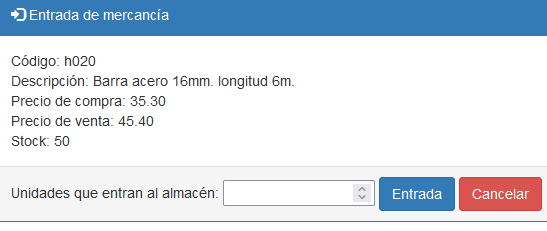 Entrada de mercancía
Código: h020
Descripción: Barra acero 16mm. longitud 6m.
Precio de compra: 35.30
Precio de venta: 45.40
Stock: 50
Unidades que entran al almacén: Entrada Cancelar